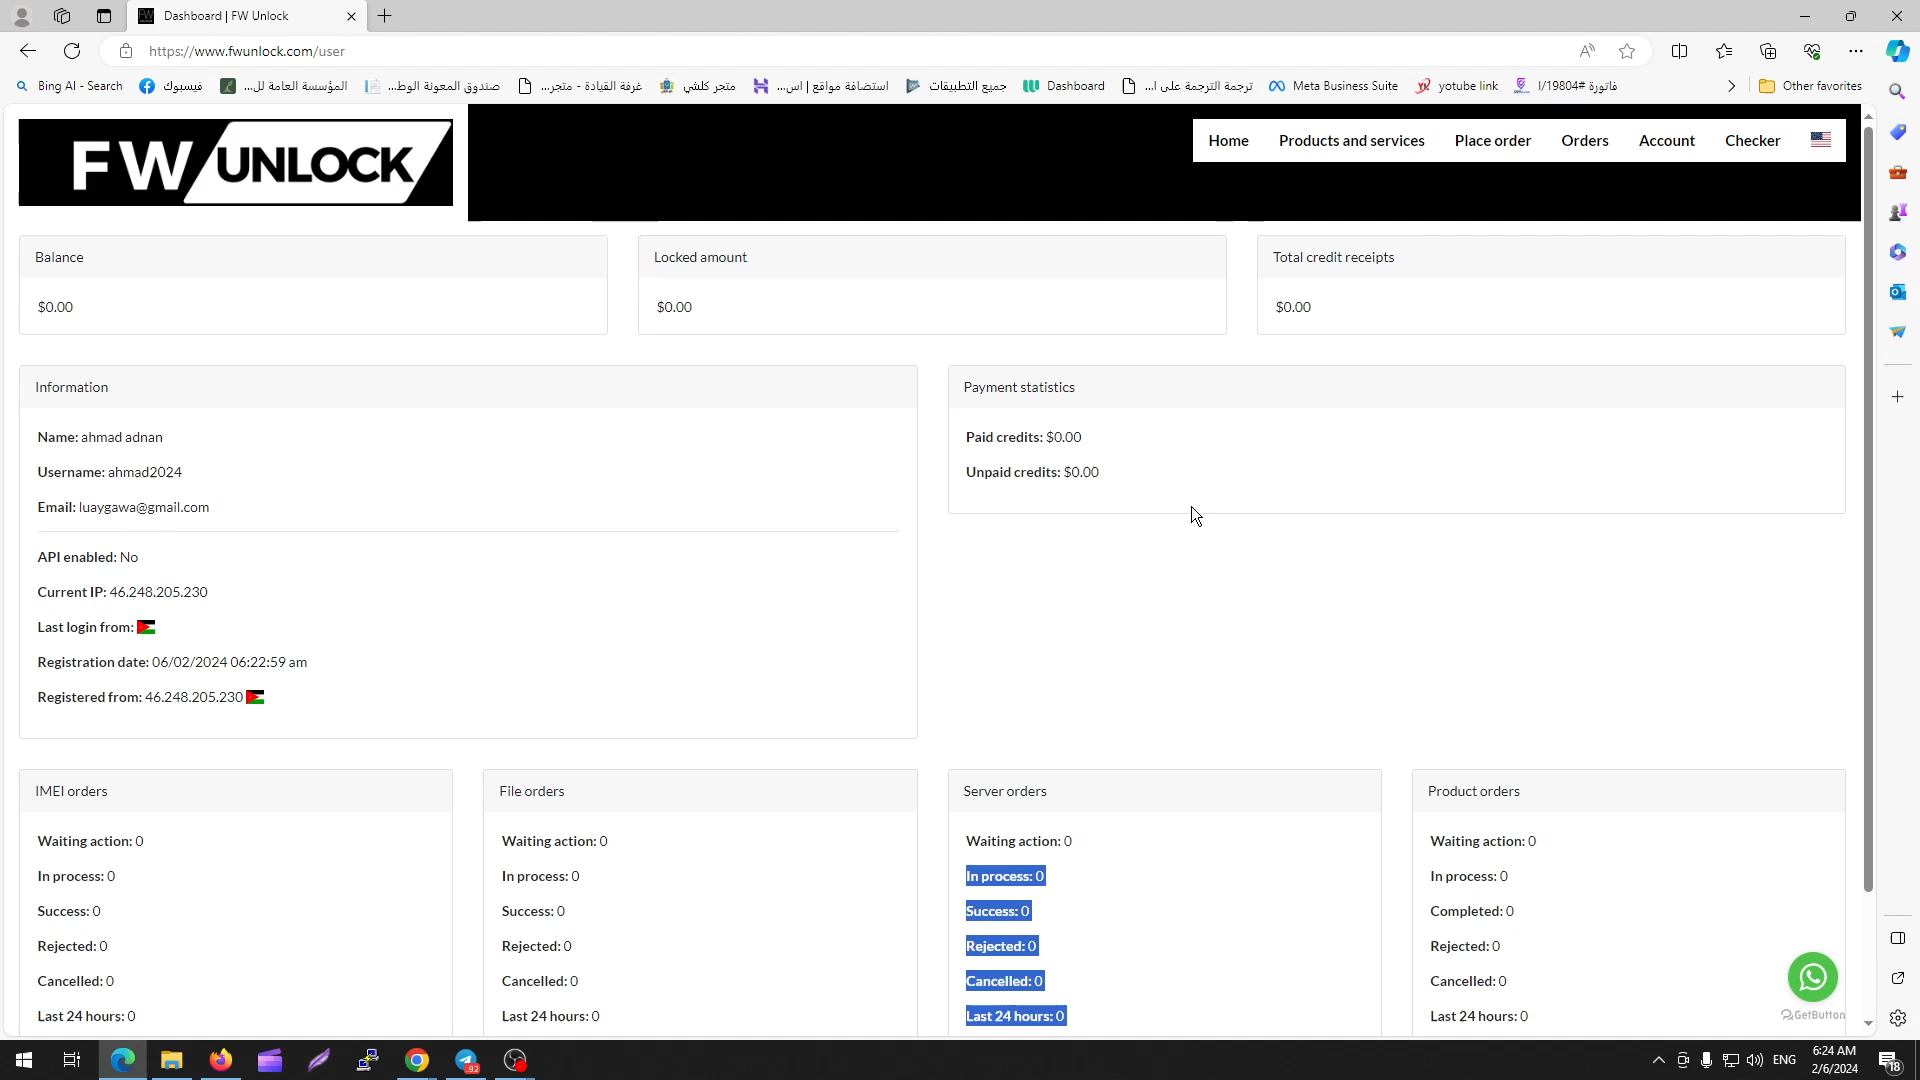 Dashboard | FW Unlock
https://www.fwunlock.com/user
Bing AI - Search
فيسبوك
المؤسسة العامة لل...
صندوق المعونة الوط...
غرفة القيادة - متجر...
متجر كلشي
استضافة مواقع | اس...
جميع التطبيقات
Dashboard
ترجمة الترجمة على ا...
Meta Business Suite
yotube link
فاتورة #I/19804
Other favorites
FW UNLOCK
Home
Products and services
Place order
Orders
Account
Checker
Balance
Locked amount
Total credit receipts
$0.00
$0.00
$0.00
Information
Payment statistics
Name: ahmad adnan
Paid credits: $0.00
Username: ahmad2024
Unpaid credits: $0.00
Email: luaygawa@gmail.com
API enabled: No
Current IP: 46.248.205.230
Last login from:
Registration date: 06/02/2024 06:22:59 am
Registered from: 46.248.205.230
IMEI orders
File orders
Server orders
Product orders
Waiting action: 0
Waiting action: 0
Waiting action: 0
Waiting action: 0
In process: 0
In process: 0
In process: 0
In process: 0
Success: 0
Success: 0
Success: 0
Completed: 0
Rejected: 0
Rejected: 0
Rejected: 0
Rejected: 0
Cancelled: 0
Cancelled: 0
Cancelled: 0
Cancelled: 0
Last 24 hours: 0
Last 24 hours: 0
Last 24 hours: 0
Last 24 hours: 0
GetButton
.92
ENG
6:24 AM
2/6/2024
18